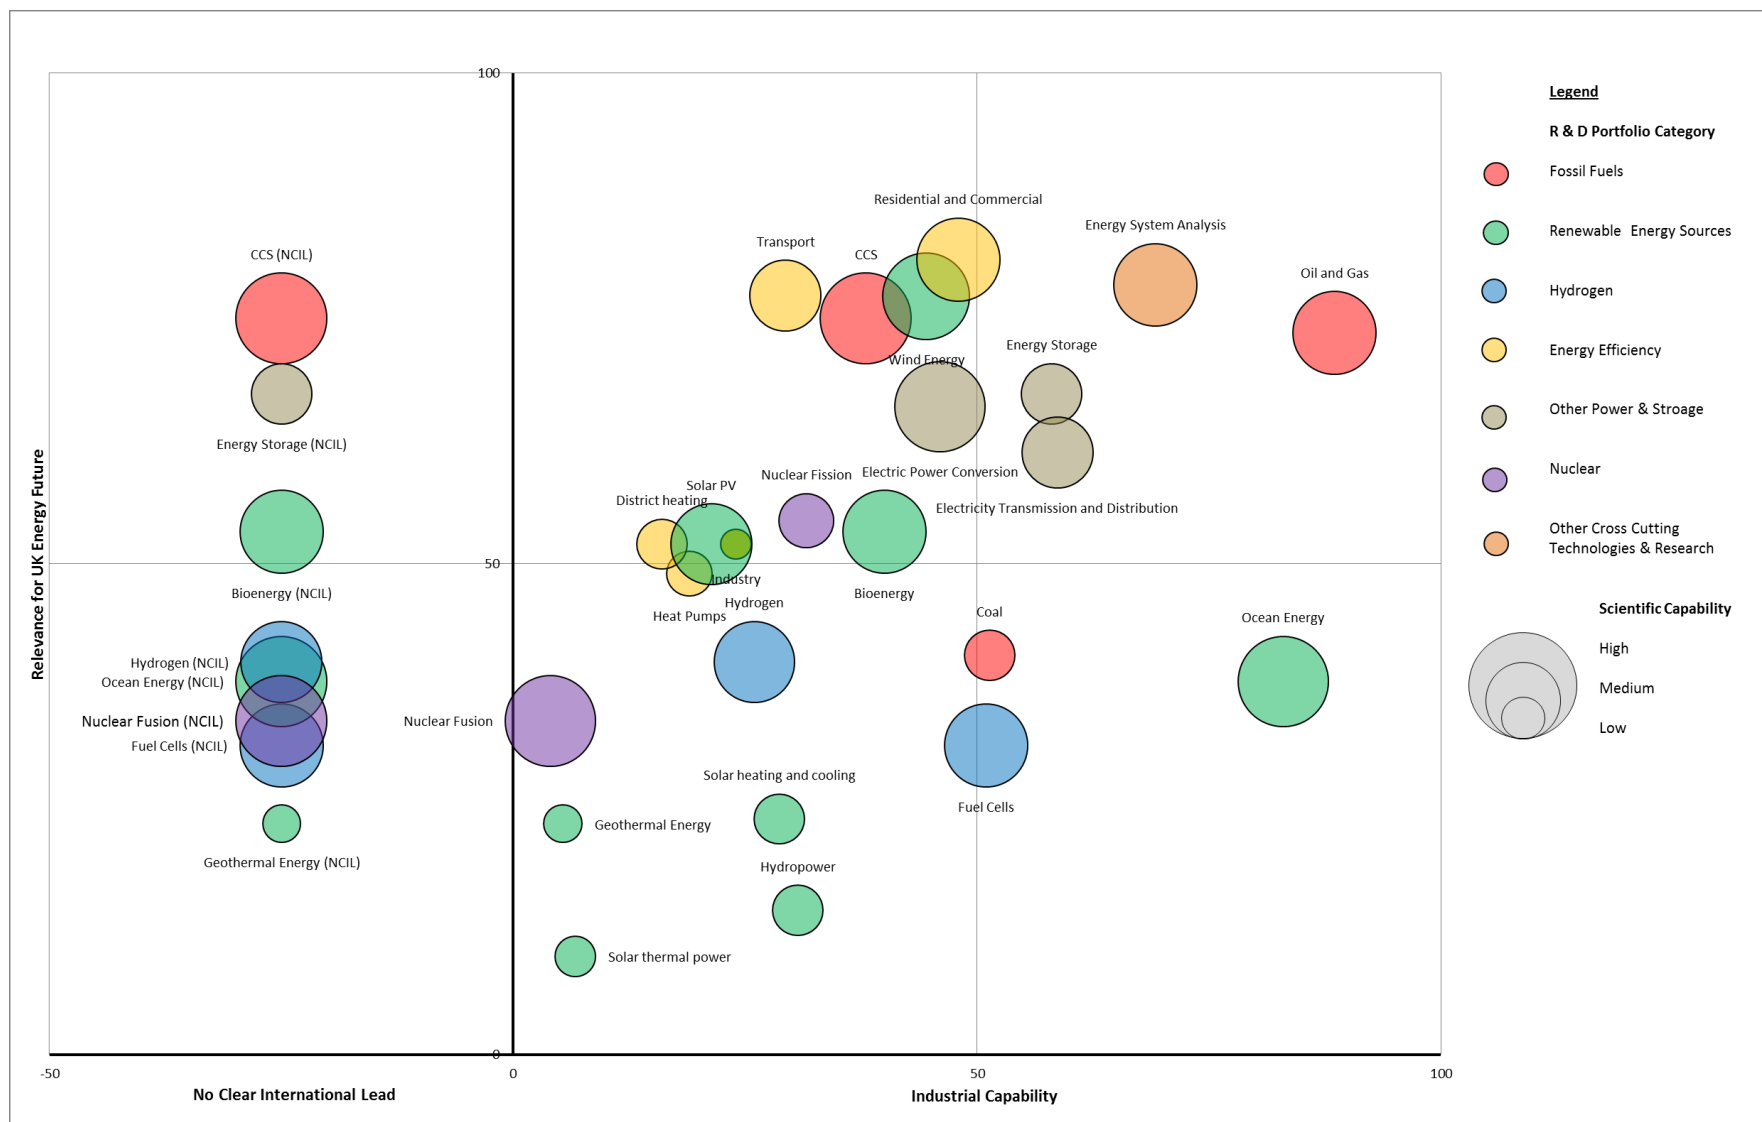 100
Legend
R & D Portfolio Category
Fossil Fuels
Renewable Energy Sources
Hydrogen
Energy Efficiency
Other Power & Stroage
Nuclear
Other Cross Cutting
Technologies & Research
Scientific Capability
High
Medium
Low
Residential and Commercial
Energy System Analysis
Transport
CCS (NCIL)
CCS
Oil and Gas
Energy Storage
Wind Energy
Energy Storage (NCIL)
Relevance for UK Energy Future
Nuclear Fission
Electric Power Conversion
Solar PV
District heating
Electricity Transmission and Distribution
50
Industry
Bioenergy (NCIL)
Bioenergy
Hydrogen
Heat Pumps
Coal
Ocean Energy
Hydrogen (NCIL)
Ocean Energy (NCIL)
Nuclear Fusion (NCIL)
Nuclear Fusion
Fuel Cells (NCIL)
Solar heating and cooling
Fuel Cells
Geothermal Energy
Geothermal Energy (NCIL)
Hydropower
Solar thermal power
0
-50
0
50
100
No Clear International Lead
Industrial Capability